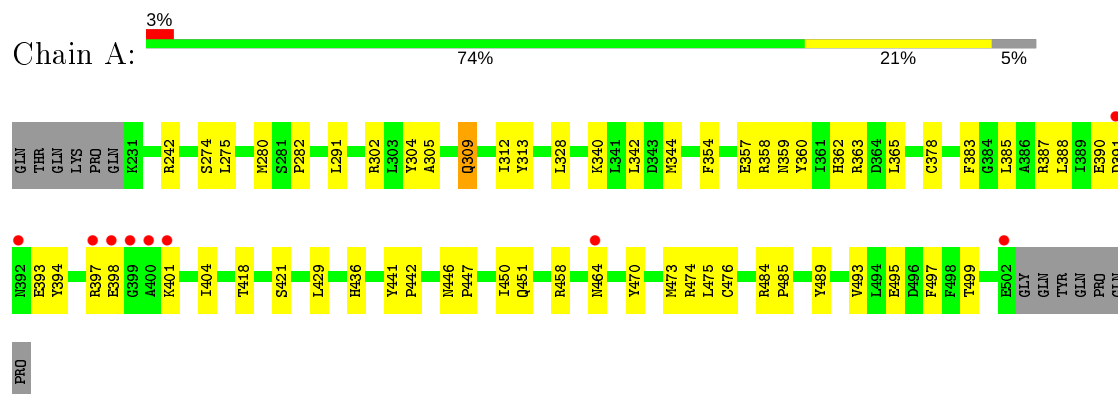 3%
Chain A:
74% 21% 5%
GLN THR GLN LYS PRO GLN K231 R242 S274 L275 M280 S281 P282 L291 R302 L303 Y304 A305 Q309 I312 Y313 L328 K340 L341 L342 D343 M344 F354 E357 R358 N359 Y360 I361 H362 R363 D364 L365 C378 F383 G384 L385 A386 R387 L388 I389 E390 D391
N392 E393 Y394 R397 E398 G399 A400 K401 I404 T418 S421 L429 H436 Y441 P442 N446 P447 I450 Q451 R458 N464 Y470 M473 R474 L475 C476 R484 P485 Y489 V493 L494 E495 D496 F497 F498 T499 E502 GLY GLN TYR GLN PRO GLN
PRO